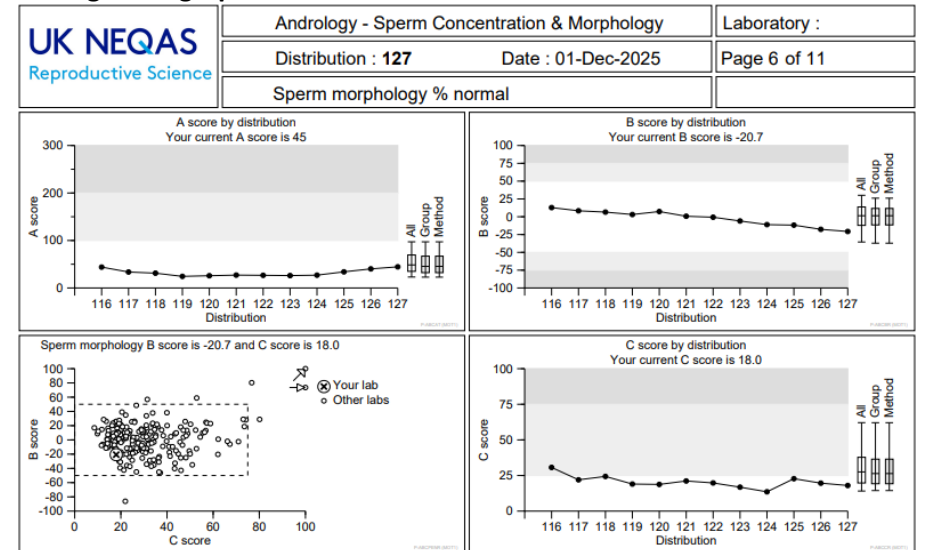 UK NEQAS
Reproductive Science
Andrology - Sperm Concentration & Morphology
Laboratory :
Distribution : 127 Date : 01-Dec-2025
Page 6 of 11
Sperm morphology % normal
A score by distribution
Your current A score is 45
300
200
100
0
A score
116 117 118 119 120 121 122 123 124 125 126 127
Distribution
All
Group
Method
B score by distribution
Your current B score is -20.7
100
75
50
25
0
-25
-50
-75
-100
B score
116 117 118 119 120 121 122 123 124 125 126 127
Distribution
All
Group
Method
Sperm morphology B score is -20.7 and C score is 18.0
100
80
60
40
20
0
-20
-40
-60
-80
-100
B score
0 20 40 60 80 100
C score
Your lab
Other labs
C score by distribution
Your current C score is 18.0
100
75
50
25
0
C score
116 117 118 119 120 121 122 123 124 125 126 127
Distribution
All
Group
Method